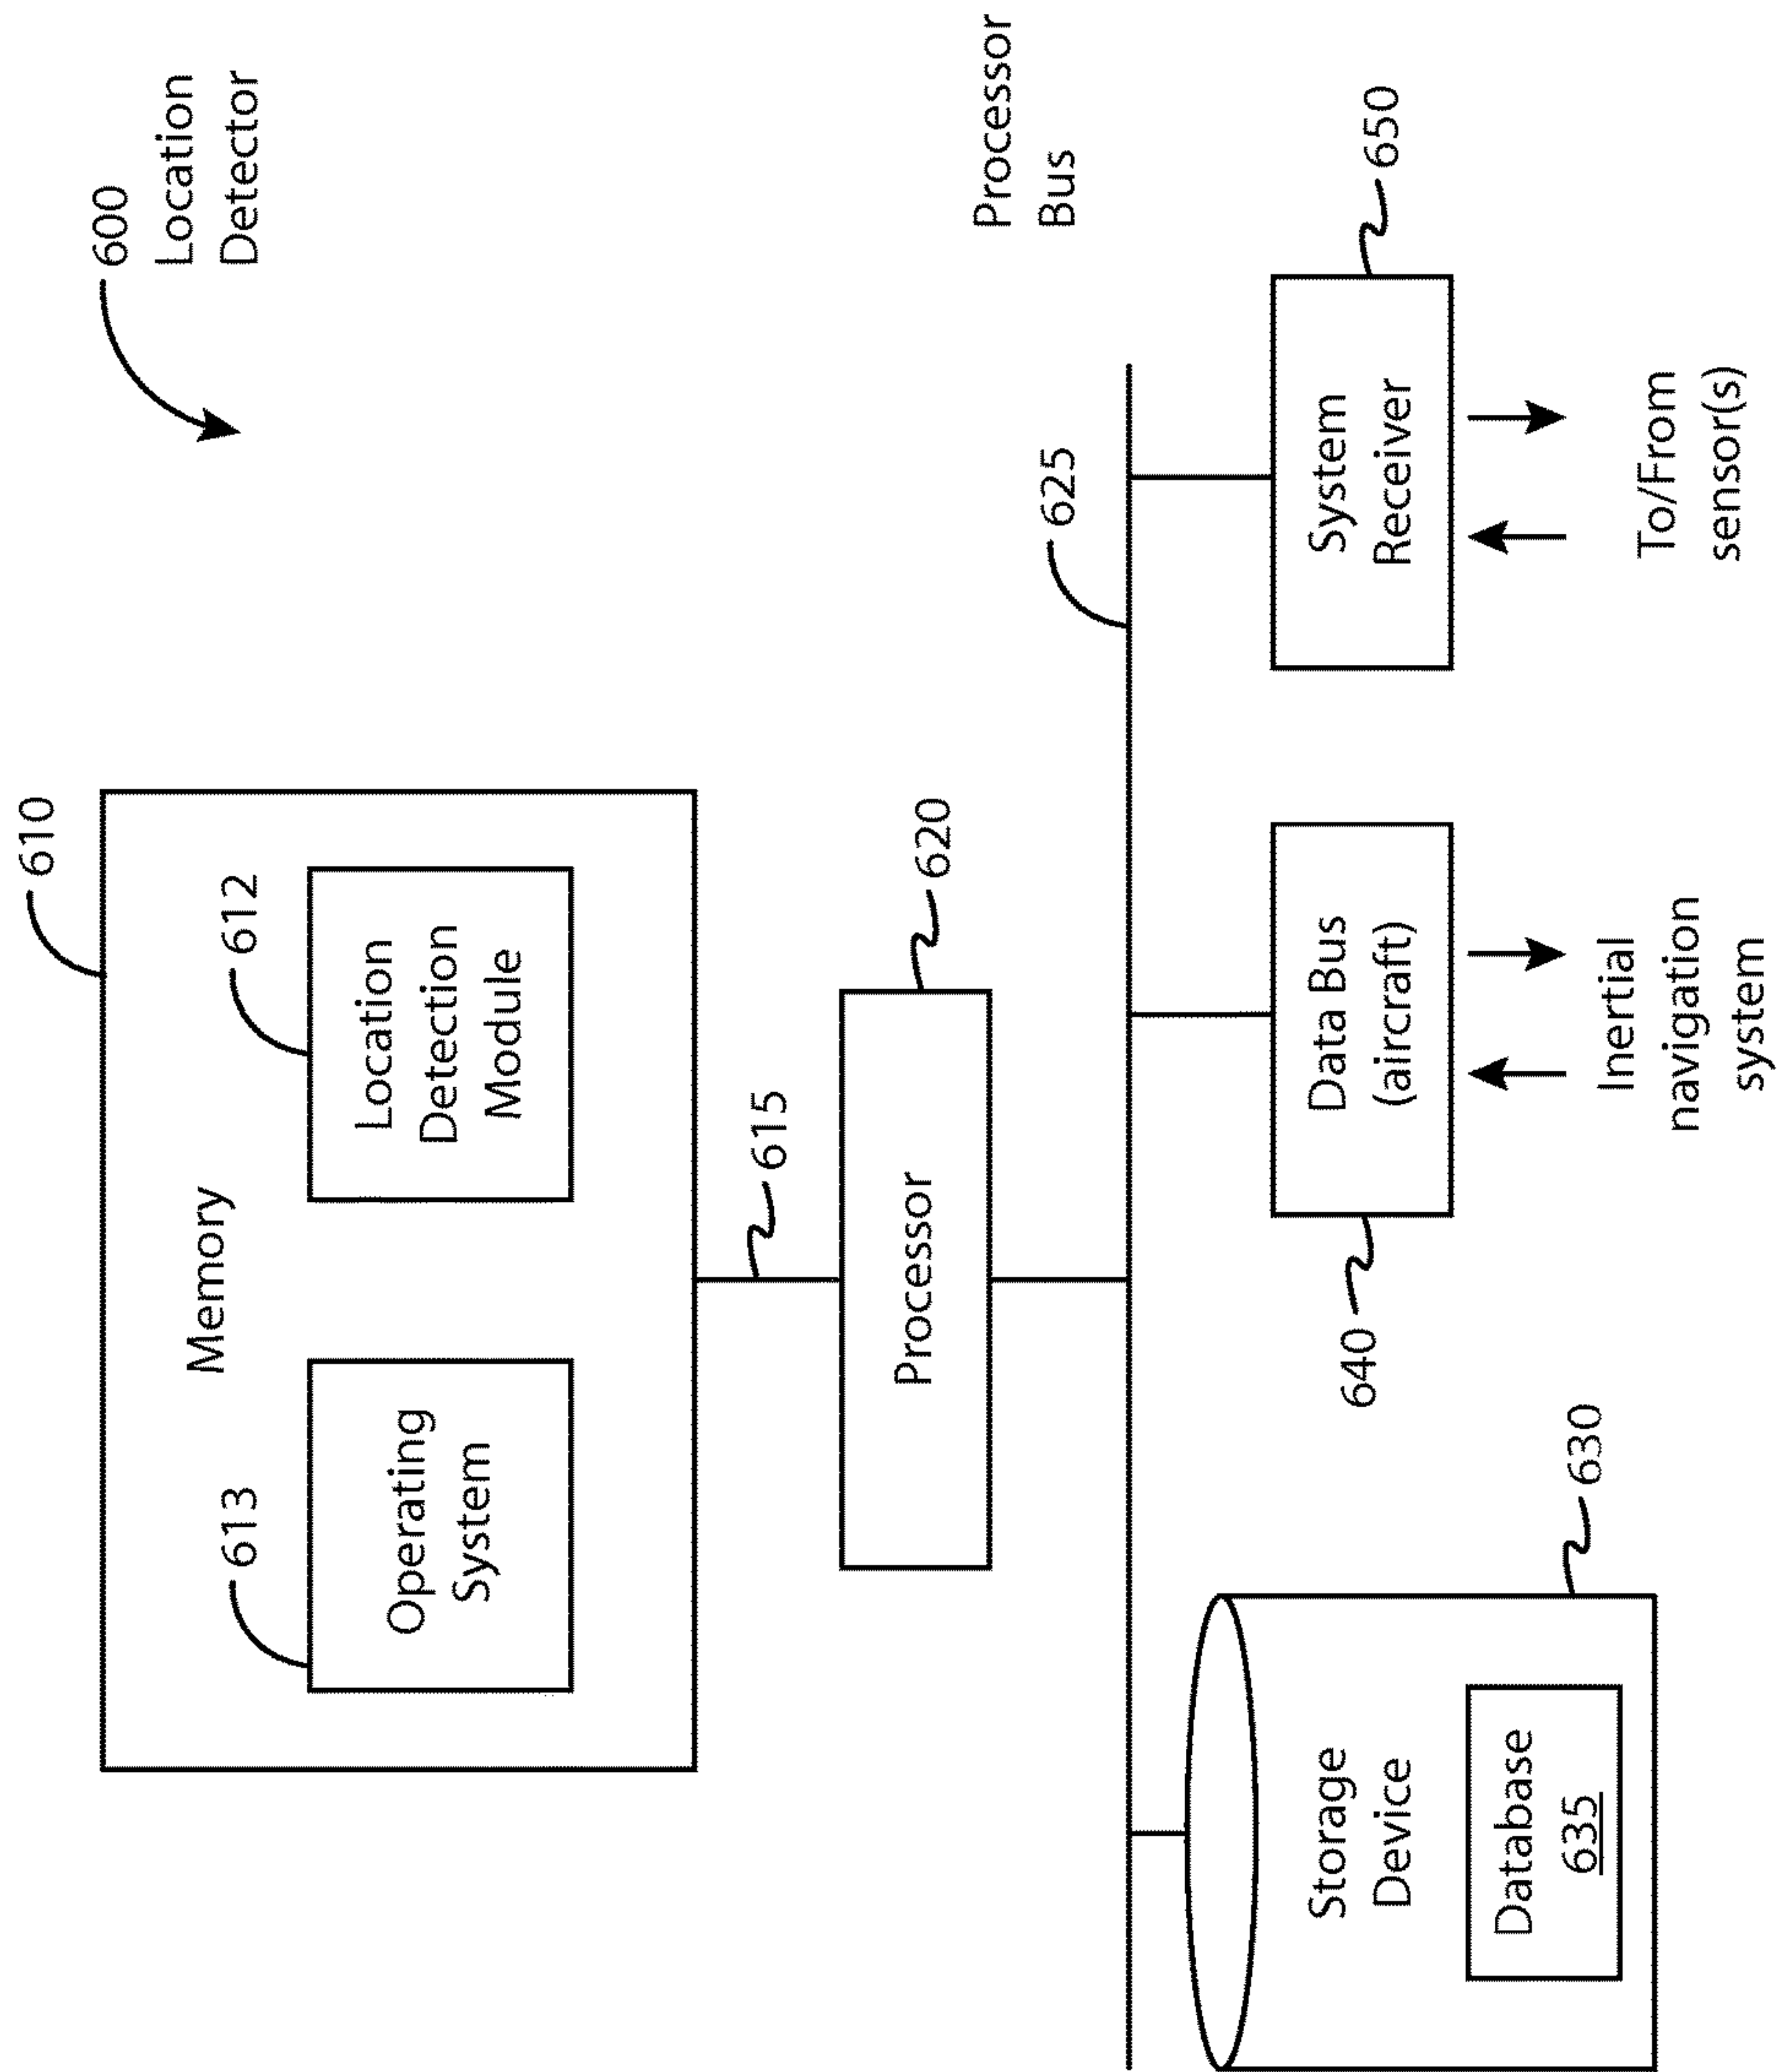 600
Location
Detector
610
Memory
613
Operating
System
612
Location
Detection
Module
615
Processor
620
625
Processor
Bus
Storage
Device
Database
635
630
640
Data Bus
(aircraft)
Inertial
navigation
system
System
Receiver
650
To/From
sensor(s)